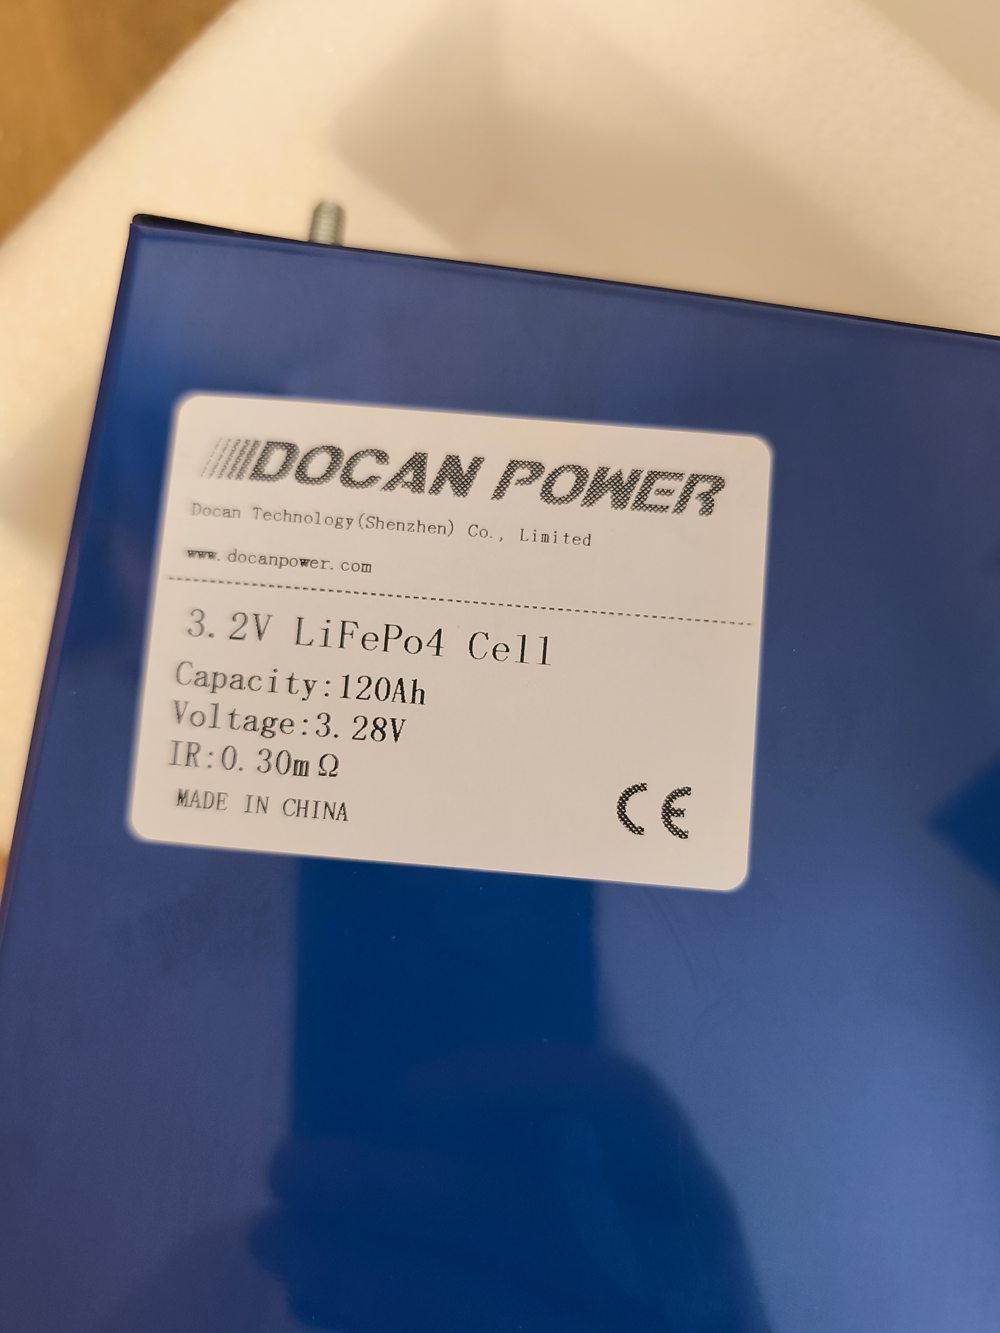 DOCAN POWER
Docan Technology(Shenzhen) Co., Limited
www.docanpower.com
3.2V LiFePo4 Cell
Capacity:120Ah
Voltage:3.28V
IR:0.30mΩ
MADE IN CHINA
CE